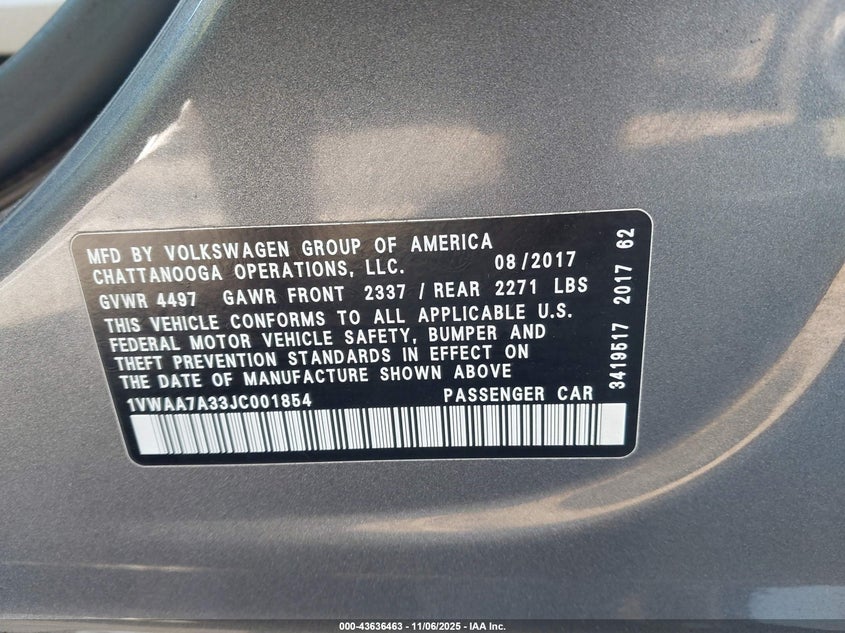 MFD BY VOLKSWAGEN GROUP OF AMERICA
CHATTANOOGA OPERATIONS, LLC. 08/2017
GVWR 4497 GAWR FRONT 2337 / REAR 2271 LBS
THIS VEHICLE CONFORMS TO ALL APPLICABLE U.S.
FEDERAL MOTOR VEHICLE SAFETY, BUMPER AND
THEFT PREVENTION STANDARDS IN EFFECT ON
THE DATE OF MANUFACTURE SHOWN ABOVE
1VWAA7A33JC001854 PASSENGER CAR
3419517 2017 62
000-43636463 - 11/06/2025 - IAA Inc.